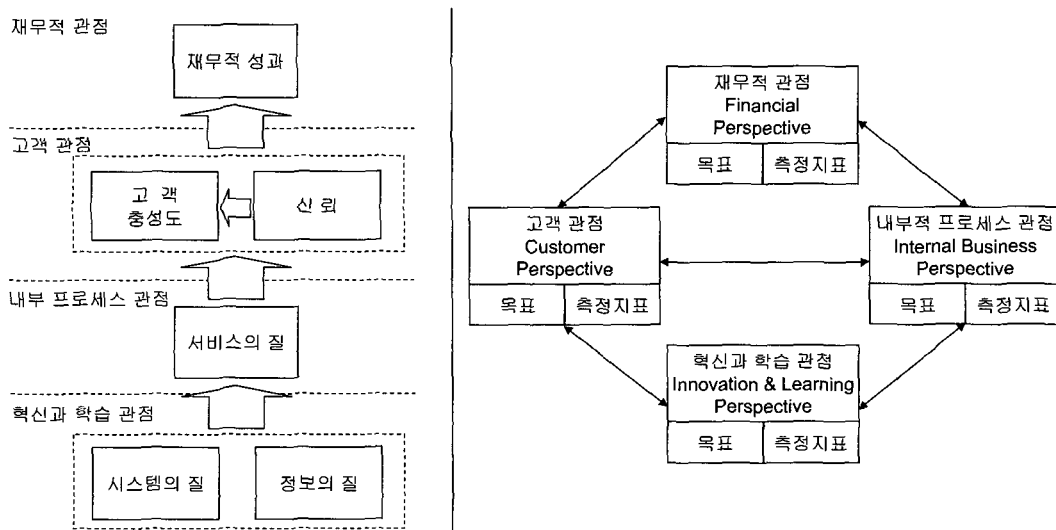 재무적 관점
재무적 성과
고객 관점
고 객
충성도
신 뢰
내부 프로세스 관점
서비스의 질
혁신과 학습 관점
시스템의 질
정보의 질
재무적 관점
Financial
Perspective
목표
측정지표
고객 관점
Customer
Perspective
목표
측정지표
내부적 프로세스 관점
Internal Business
Perspective
목표
측정지표
혁신과 학습 관점
Innovation & Learning
Perspective
목표
측정지표